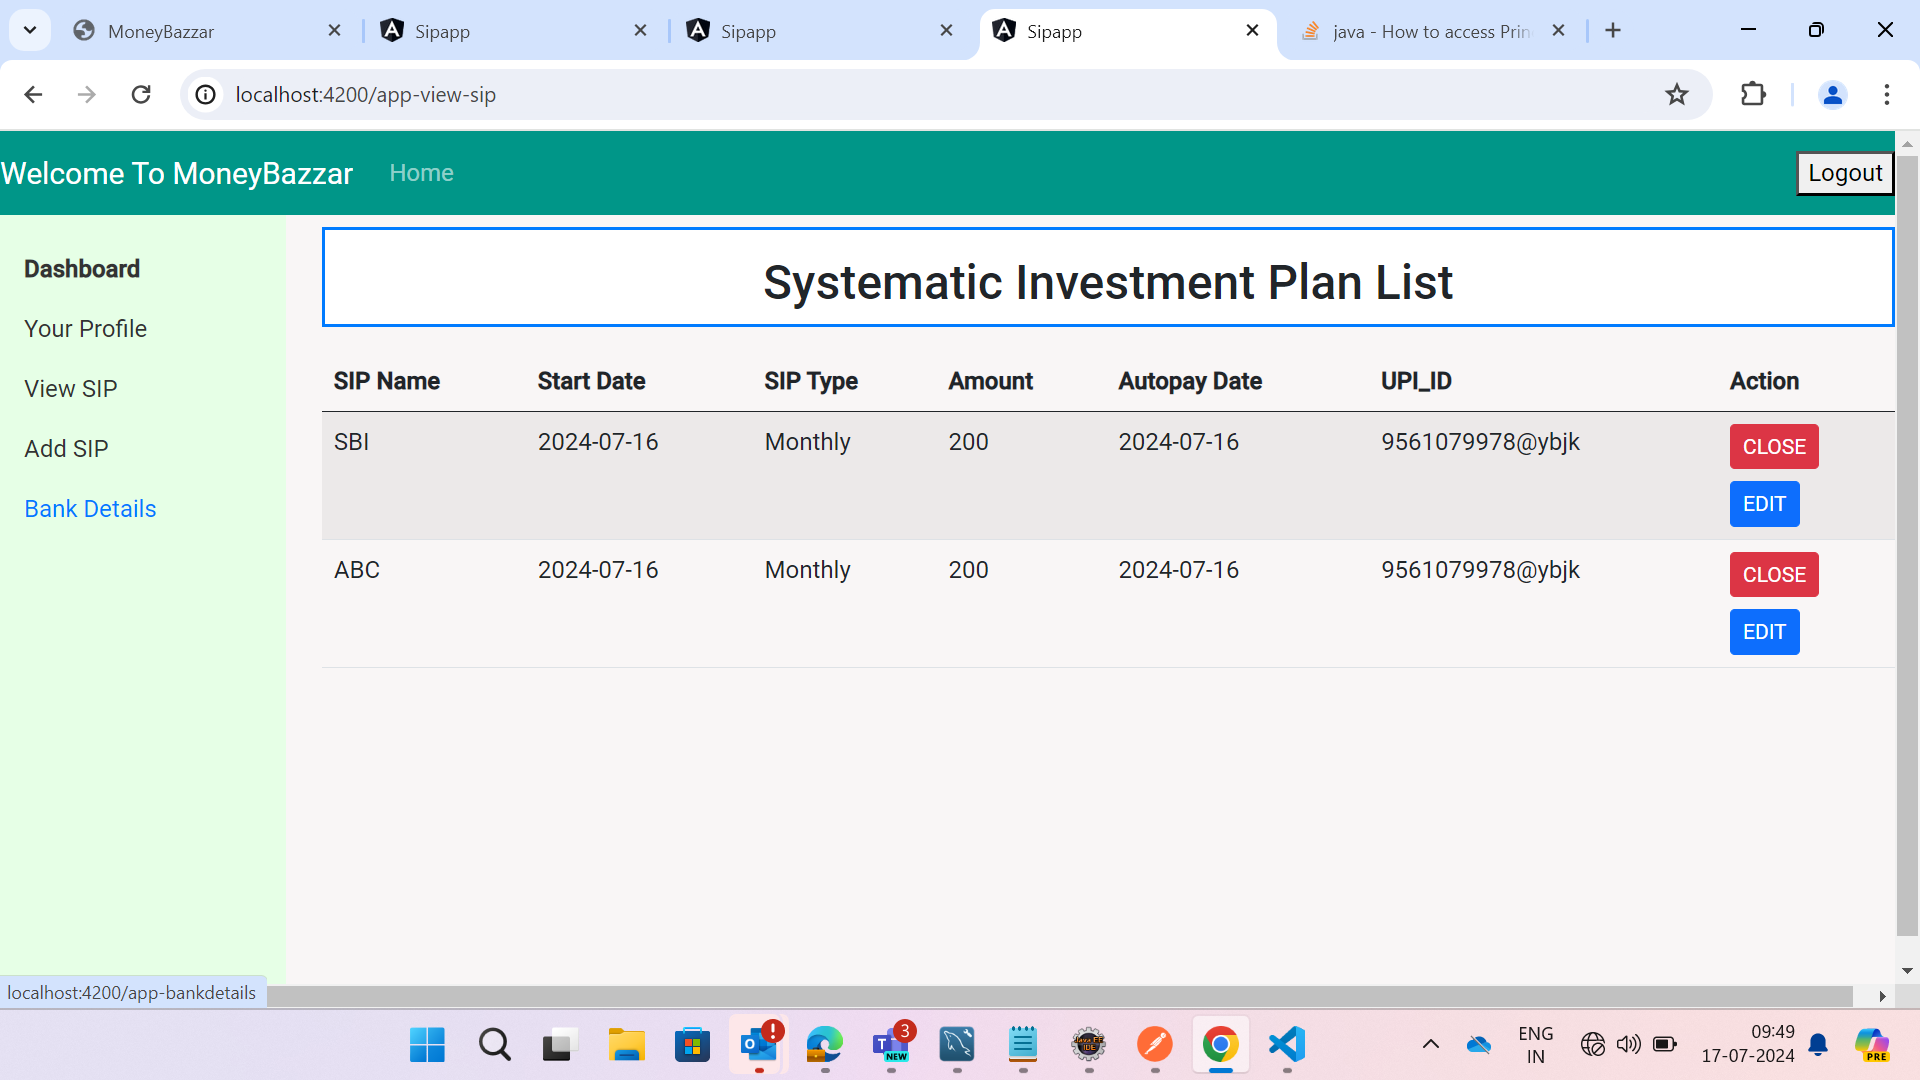 MoneyBazzar
Sipapp
Sipapp
Sipapp
java - How to access Prin
localhost:4200/app-view-sip
Welcome To MoneyBazzar Home Logout
Dashboard
Your Profile
View SIP
Add SIP
Bank Details
Systematic Investment Plan List
SIP Name Start Date SIP Type Amount Autopay Date UPI_ID Action
SBI 2024-07-16 Monthly 200 2024-07-16 9561079978@ybjk CLOSE
EDIT
ABC 2024-07-16 Monthly 200 2024-07-16 9561079978@ybjk CLOSE
EDIT
localhost:4200/app-bankdetails
3
NEW
ENG
IN
09:49
17-07-2024
PRE